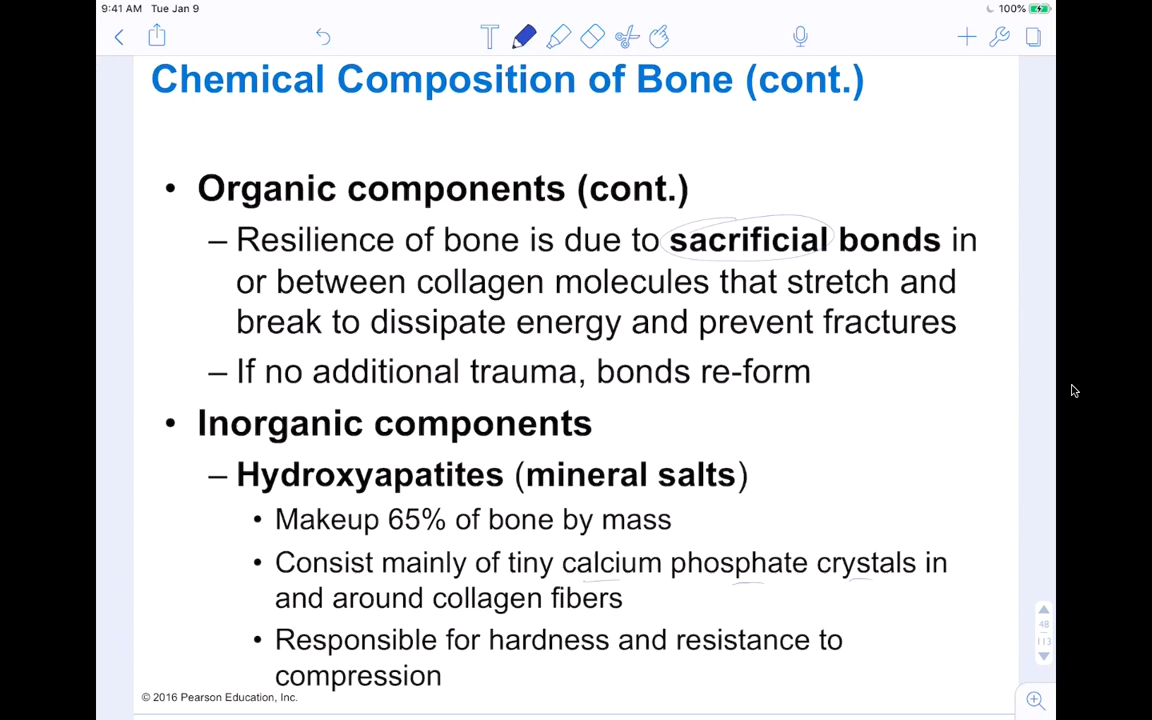 9:41 AM Tue Jan 9
100%
Chemical Composition of Bone (cont.)
• Organic components (cont.)
– Resilience of bone is due to sacrificial bonds in
or between collagen molecules that stretch and
break to dissipate energy and prevent fractures
– If no additional trauma, bonds re-form
• Inorganic components
– Hydroxyapatites (mineral salts)
• Makeup 65% of bone by mass
• Consist mainly of tiny calcium phosphate crystals in
and around collagen fibers
• Responsible for hardness and resistance to
compression
48
113
© 2016 Pearson Education, Inc.